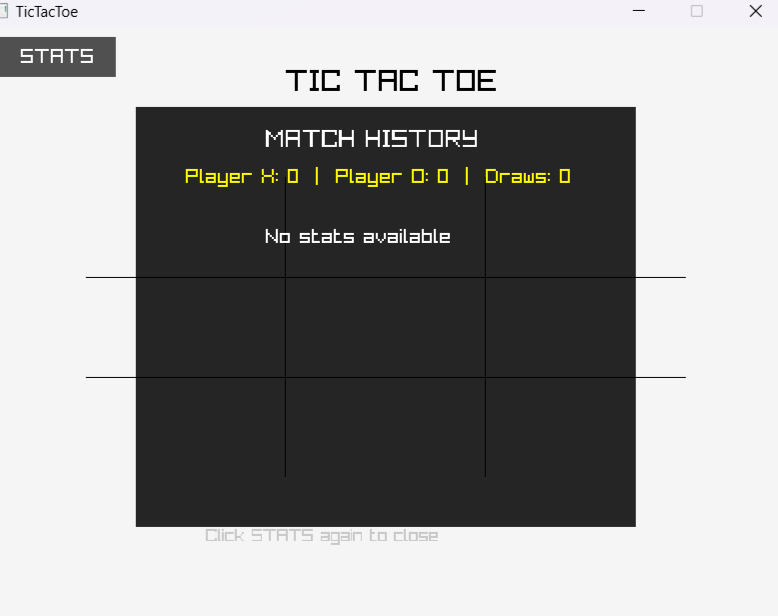 TicTacToe
STATS
TIC TAC TOE
MATCH HISTORY
Player X: 0 | Player O: 0 | Draws: 0
No stats available
Click STATS again to close